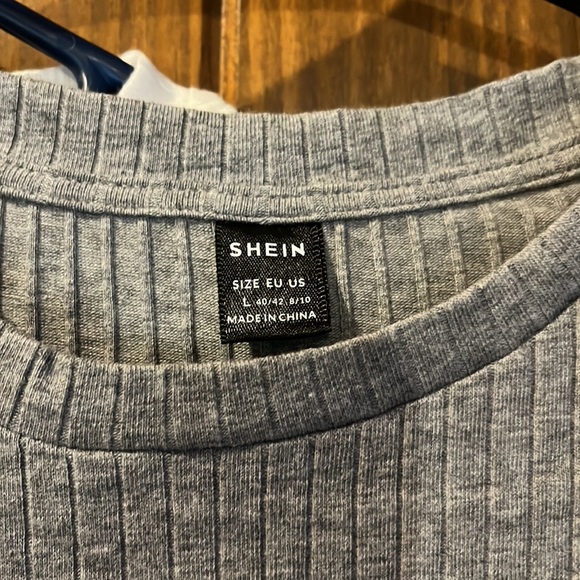 SHEIN
SIZE EU US
L 40/42 8/10
MADE IN CHINA